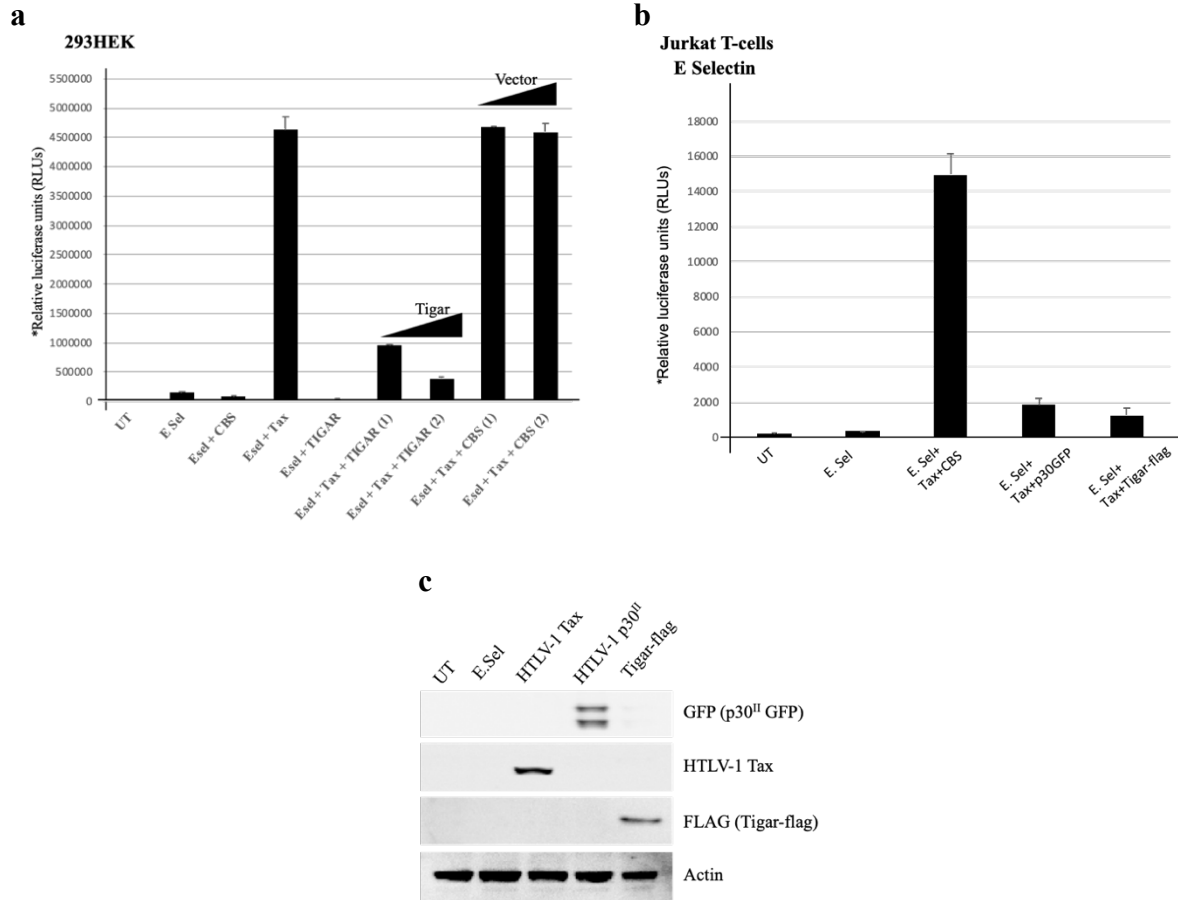 a
293HEK
*Relative luciferase units (RLUs)
5500000
5000000
4500000
4000000
3500000
3000000
2500000
2000000
1500000
1000000
500000
0
Vector
Tigar
UT
E Sel
Esel + CBS
Esel + Tax
Esel + TIGAR
Esel + Tax + TIGAR (1)
Esel + Tax + TIGAR (2)
Esel + Tax + CBS (1)
Esel + Tax + CBS (2)
b
Jurkat T-cells
E Selectin
*Relative luciferase units (RLUs)
18000
16000
14000
12000
10000
8000
6000
4000
2000
0
UT
E. Sel
E. Sel+
Tax+CBS
E. Sel+
Tax+p30GFP
E. Sel+
Tax+Tigar-flag
c
UT
E.Sel
HTLV-1 Tax
HTLV-1 p30II
Tigar-flag
GFP (p30II GFP)
HTLV-1 Tax
FLAG (Tigar-flag)
Actin